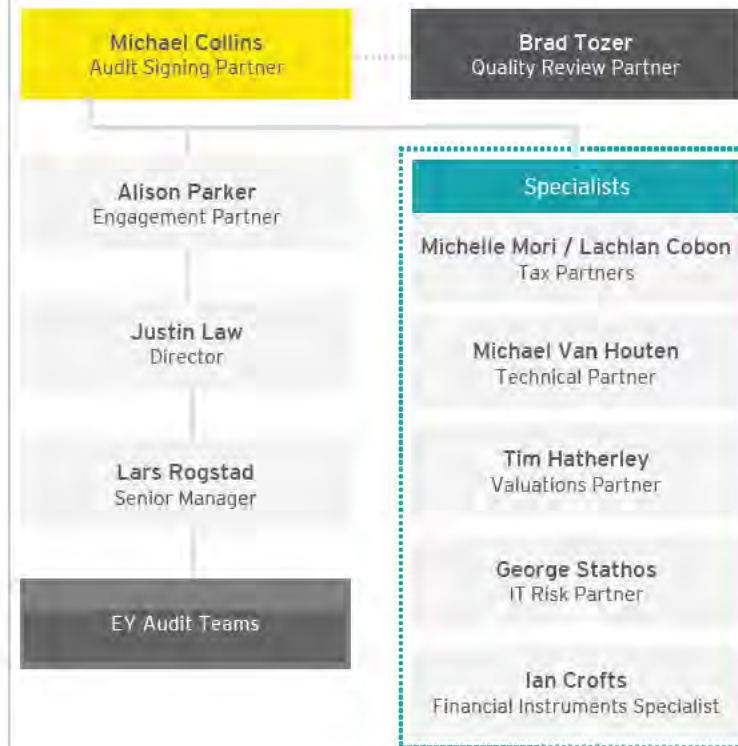 Michael Collins
Audit Signing Partner
Brad Tozer
Quality Review Partner
Alison Parker
Engagement Partner
Justin Law
Director
Lars Rogstad
Senior Manager
EY Audit Teams
Specialists
Michelle Mori / Lachlan Cobon
Tax Partners
Michael Van Houten
Technical Partner
Tim Hatherley
Valuations Partner
George Stathos
IT Risk Partner
Ian Crofts
Financial Instruments Specialist